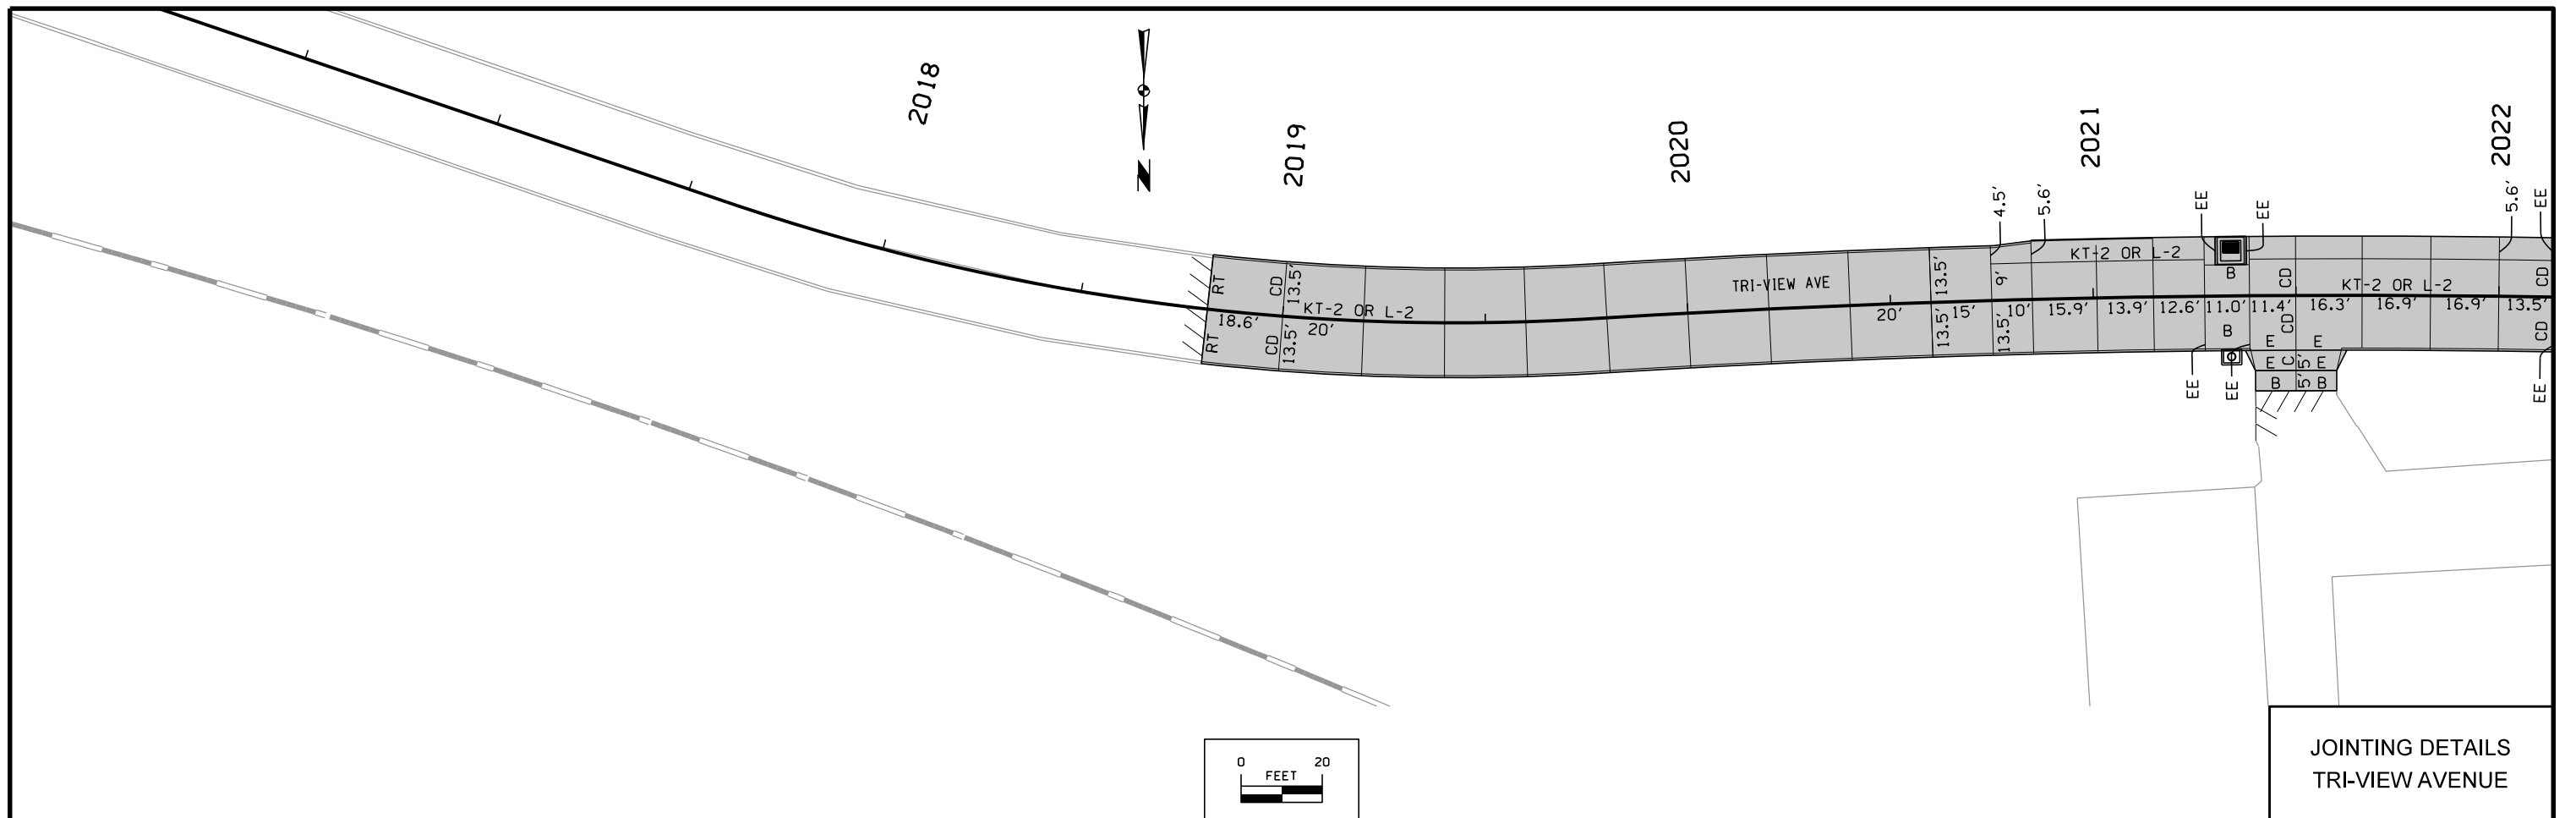 2018
2019
2020
2021
2022
N
4.5'
5.6'
EE
EE
5.6'
EE
RT
CD
13.5'
KT-2 OR L-2
TRI-VIEW AVE
13.5'
9'
KT-2 OR L-2
B
CD
KT-2 OR L-2
CD
18.6'
20'
20'
15'
10'
15.9'
13.9'
12.6'
11.0'
11.4'
16.3'
16.9'
16.9'
13.5'
RT
CD
13.5'
13.5'
13.5'
B
CD
CD
E
E
E
C
5'
E
B
5'
B
EE
EE
EE
0 20
FEET
JOINTING DETAILS
TRI-VIEW AVENUE